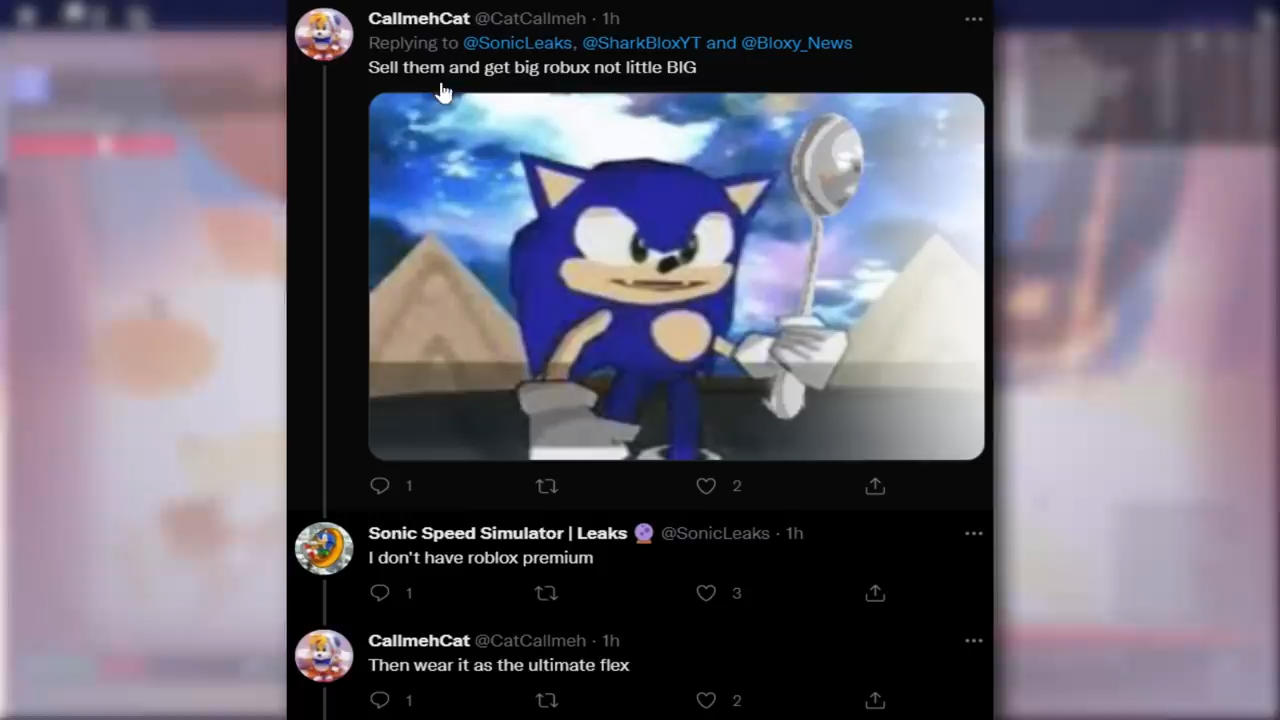 CallmehCat @CatCallmeh · 1h
Replying to @SonicLeaks, @SharkBloxYT and @Bloxy_News
Sell them and get big robux not little BIG
1 2
Sonic Speed Simulator | Leaks 🔮 @SonicLeaks · 1h
I don't have roblox premium
1 3
CallmehCat @CatCallmeh · 1h
Then wear it as the ultimate flex
1 2